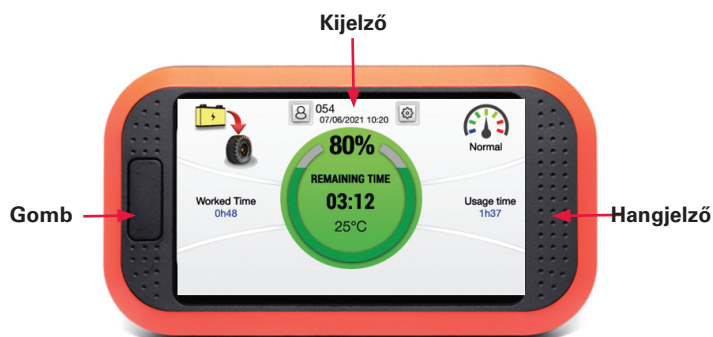 Kijelző
054
07/06/2021 10:20
Normal
80%
REMAINING TIME
03:12
25°C
Worked Time
0h48
Usage time
1h37
Gomb
Hangjelző